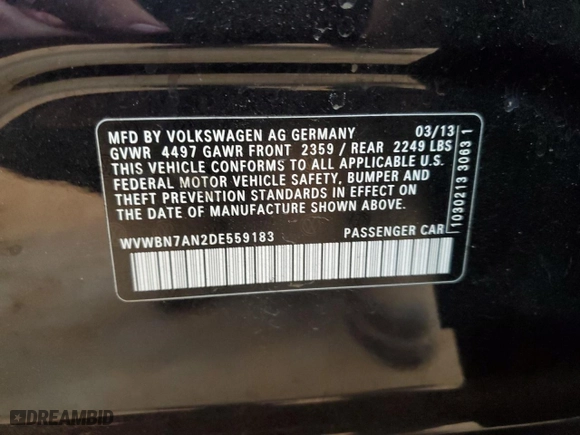 MFD BY VOLKSWAGEN AG GERMANY 03/13
GVWR 4497 GAWR FRONT 2359 / REAR 2249 LBS
THIS VEHICLE CONFORMS TO ALL APPLICABLE U.S.
FEDERAL MOTOR VEHICLE SAFETY, BUMPER AND
THEFT PREVENTION STANDARDS IN EFFECT ON
THE DATE OF MANUFACTURE SHOWN ABOVE.
WVWBN7AN2DE559183 PASSENGER CAR
1030213 3063 1
DREAMBID